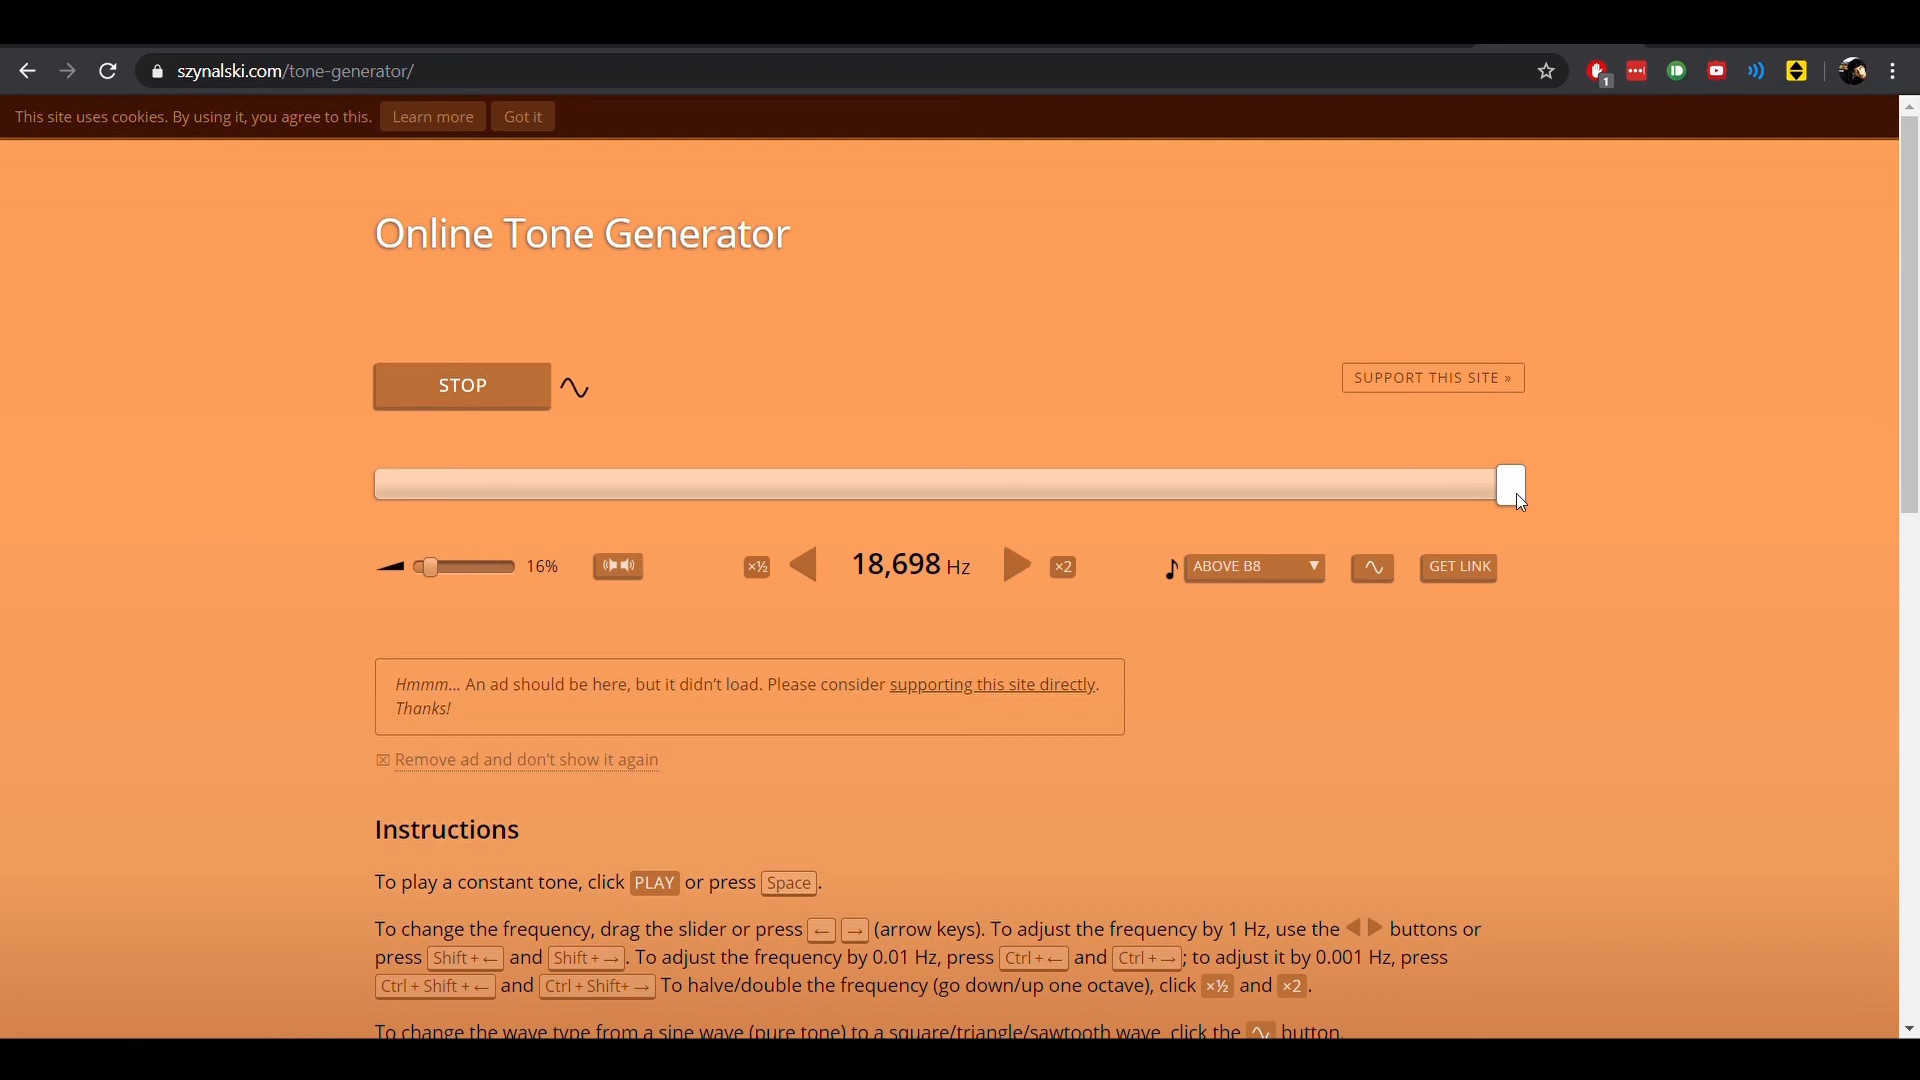 szynalski.com/tone-generator/
1
This site uses cookies. By using it, you agree to this. Learn more Got it
Online Tone Generator
STOP
SUPPORT THIS SITE »
16% ×½ 18,698 Hz ×2 ABOVE B8 ▼ GET LINK
Hmmm... An ad should be here, but it didn't load. Please consider supporting this site directly.
Thanks!
Remove ad and don't show it again
Instructions
To play a constant tone, click PLAY or press Space.
To change the frequency, drag the slider or press ← → (arrow keys). To adjust the frequency by 1 Hz, use the ◀ ▶ buttons or
press Shift + ← and Shift + →. To adjust the frequency by 0.01 Hz, press Ctrl + ← and Ctrl + →; to adjust it by 0.001 Hz, press
Ctrl + Shift + ← and Ctrl + Shift+ → To halve/double the frequency (go down/up one octave), click ×½ and ×2.
To change the wave type from a sine wave (pure tone) to a square/triangle/sawtooth wave, click the button.